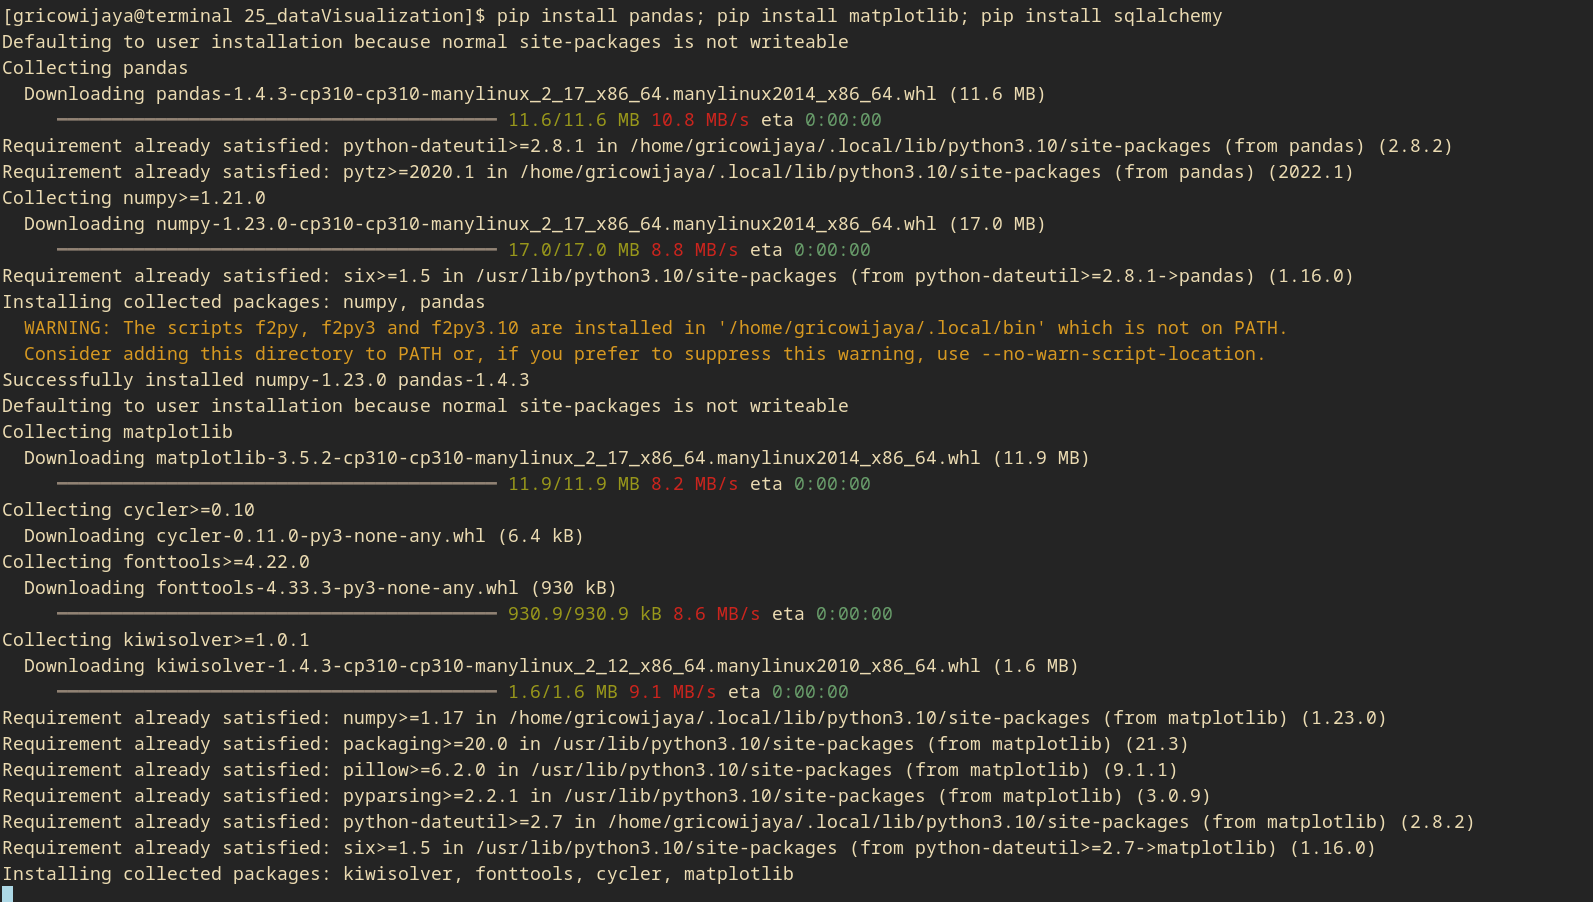 [gricowijaya@terminal 25_dataVisualization]$ pip install pandas; pip install matplotlib; pip install sqlalchemy
Defaulting to user installation because normal site-packages is not writeable
Collecting pandas
  Downloading pandas-1.4.3-cp310-cp310-manylinux_2_17_x86_64.manylinux2014_x86_64.whl (11.6 MB)
11.6/11.6 MB 10.8 MB/s eta 0:00:00
Requirement already satisfied: python-dateutil>=2.8.1 in /home/gricowijaya/.local/lib/python3.10/site-packages (from pandas) (2.8.2)
Requirement already satisfied: pytz>=2020.1 in /home/gricowijaya/.local/lib/python3.10/site-packages (from pandas) (2022.1)
Collecting numpy>=1.21.0
  Downloading numpy-1.23.0-cp310-cp310-manylinux_2_17_x86_64.manylinux2014_x86_64.whl (17.0 MB)
17.0/17.0 MB 8.8 MB/s eta 0:00:00
Requirement already satisfied: six>=1.5 in /usr/lib/python3.10/site-packages (from python-dateutil>=2.8.1->pandas) (1.16.0)
Installing collected packages: numpy, pandas
  WARNING: The scripts f2py, f2py3 and f2py3.10 are installed in '/home/gricowijaya/.local/bin' which is not on PATH.
  Consider adding this directory to PATH or, if you prefer to suppress this warning, use --no-warn-script-location.
Successfully installed numpy-1.23.0 pandas-1.4.3
Defaulting to user installation because normal site-packages is not writeable
Collecting matplotlib
  Downloading matplotlib-3.5.2-cp310-cp310-manylinux_2_17_x86_64.manylinux2014_x86_64.whl (11.9 MB)
11.9/11.9 MB 8.2 MB/s eta 0:00:00
Collecting cycler>=0.10
  Downloading cycler-0.11.0-py3-none-any.whl (6.4 kB)
Collecting fonttools>=4.22.0
  Downloading fonttools-4.33.3-py3-none-any.whl (930 kB)
930.9/930.9 kB 8.6 MB/s eta 0:00:00
Collecting kiwisolver>=1.0.1
  Downloading kiwisolver-1.4.3-cp310-cp310-manylinux_2_12_x86_64.manylinux2010_x86_64.whl (1.6 MB)
1.6/1.6 MB 9.1 MB/s eta 0:00:00
Requirement already satisfied: numpy>=1.17 in /home/gricowijaya/.local/lib/python3.10/site-packages (from matplotlib) (1.23.0)
Requirement already satisfied: packaging>=20.0 in /usr/lib/python3.10/site-packages (from matplotlib) (21.3)
Requirement already satisfied: pillow>=6.2.0 in /usr/lib/python3.10/site-packages (from matplotlib) (9.1.1)
Requirement already satisfied: pyparsing>=2.2.1 in /usr/lib/python3.10/site-packages (from matplotlib) (3.0.9)
Requirement already satisfied: python-dateutil>=2.7 in /home/gricowijaya/.local/lib/python3.10/site-packages (from matplotlib) (2.8.2)
Requirement already satisfied: six>=1.5 in /usr/lib/python3.10/site-packages (from python-dateutil>=2.7->matplotlib) (1.16.0)
Installing collected packages: kiwisolver, fonttools, cycler, matplotlib